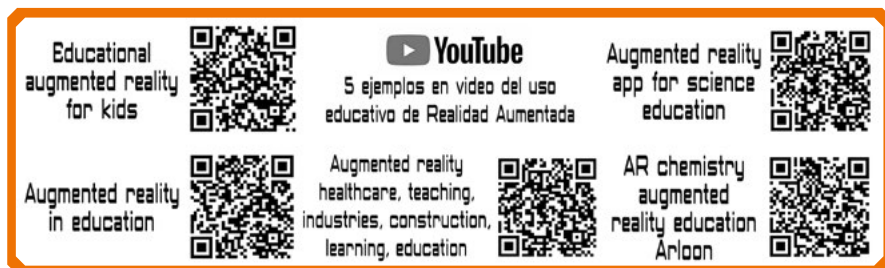 Educational
augmented reality
for kids
YouTube
5 ejemplos en video del uso
educativo de Realidad Aumentada
Augmented reality
app for science
education
Augmented reality
in education
Augmented reality
healthcare, teaching,
industries, construction,
learning, education
AR chemistry
augmented
reality education
Arloon